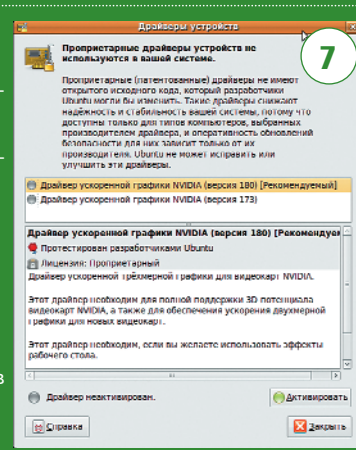 Драйверы устройств
7
Проприетарные драйверы устройств не
используются в вашей системе.
Проприетарные (патентованные) драйверы не имеют
открытого исходного кода, который разработчики
Ubuntu могли бы изменить. Такие драйверы снижают
надёжность и стабильность вашей системы, потому что
доступны только для типов компьютеров, выбранных
производителем драйвера, и оперативность обновлений
безопасности для них зависит только от их
производителя. Ubuntu не может исправить или
улучшить эти драйверы.
Драйвер ускоренной графики NVIDIA (версия 180) [Рекомендуемый]
Драйвер ускоренной графики NVIDIA (версия 173)
Драйвер ускоренной графики NVIDIA (версия 180) [Рекомендуем
Протестирован разработчиками Ubuntu
Лицензия: Проприетарный
Драйвер ускоренной трёхмерной графики для видеокарт NVIDIA.
Этот драйвер необходим для полной поддержки 3D потенциала
видеокарт NVIDIA, а также для обеспечения ускорения двухмерной
графики для новых видеокарт.
Этот драйвер необходим, если вы желаете использовать эффекты
рабочего стола.
в
Драйвер неактивирован.
Активировать
Справка
Закрыть